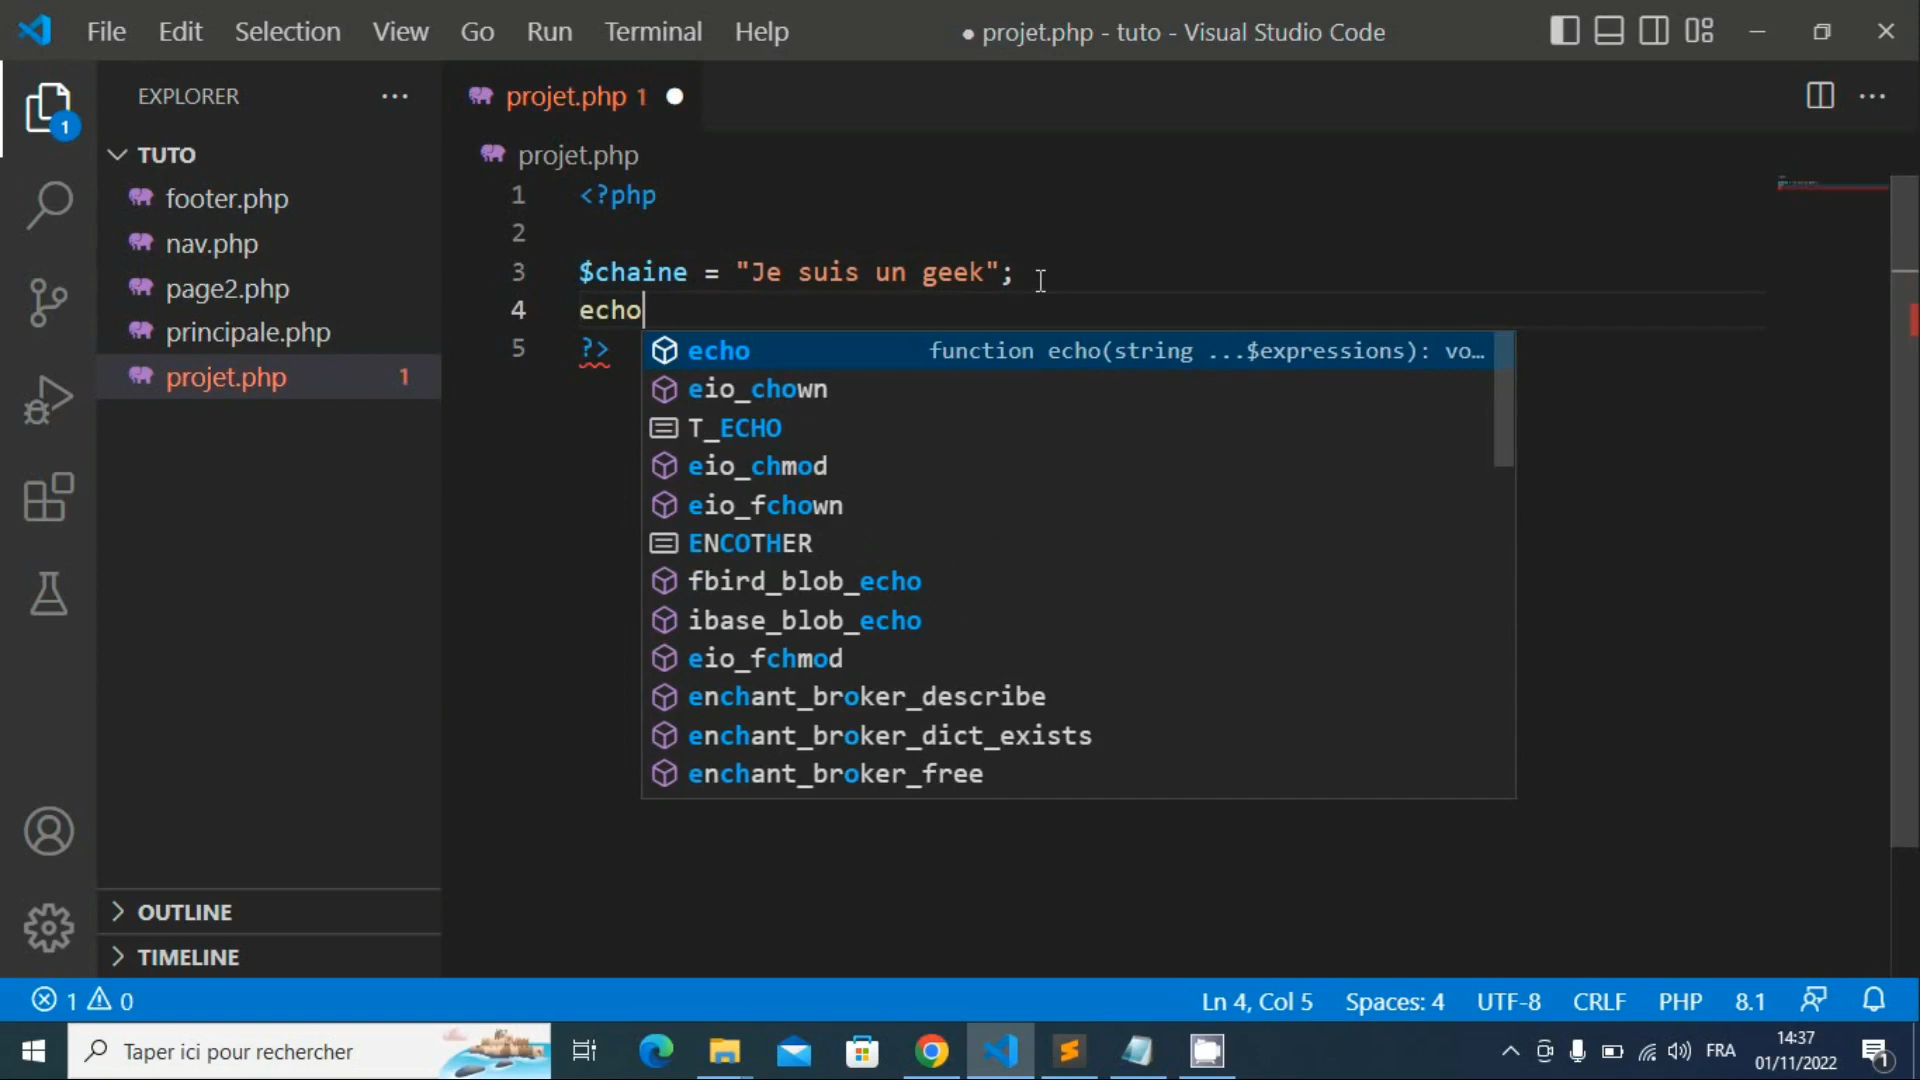 File Edit Selection View Go Run Terminal Help ● projet.php - tuto - Visual Studio Code
EXPLORER ...
projet.php 1 ●
TUTO
projet.php
footer.php
nav.php
page2.php
principale.php
projet.php 1
1 <?php
2
3 $chaine = "Je suis un geek";
4 echo
5 ?>
echo function echo(string ...$expressions): vo…
eio_chown
T_ECHO
eio_chmod
eio_fchown
ENCOTHER
fbird_blob_echo
ibase_blob_echo
eio_fchmod
enchant_broker_describe
enchant_broker_dict_exists
enchant_broker_free
1
OUTLINE
TIMELINE
1 0 Ln 4, Col 5 Spaces: 4 UTF-8 CRLF PHP 8.1
Taper ici pour rechercher
FRA
14:37
01/11/2022
1